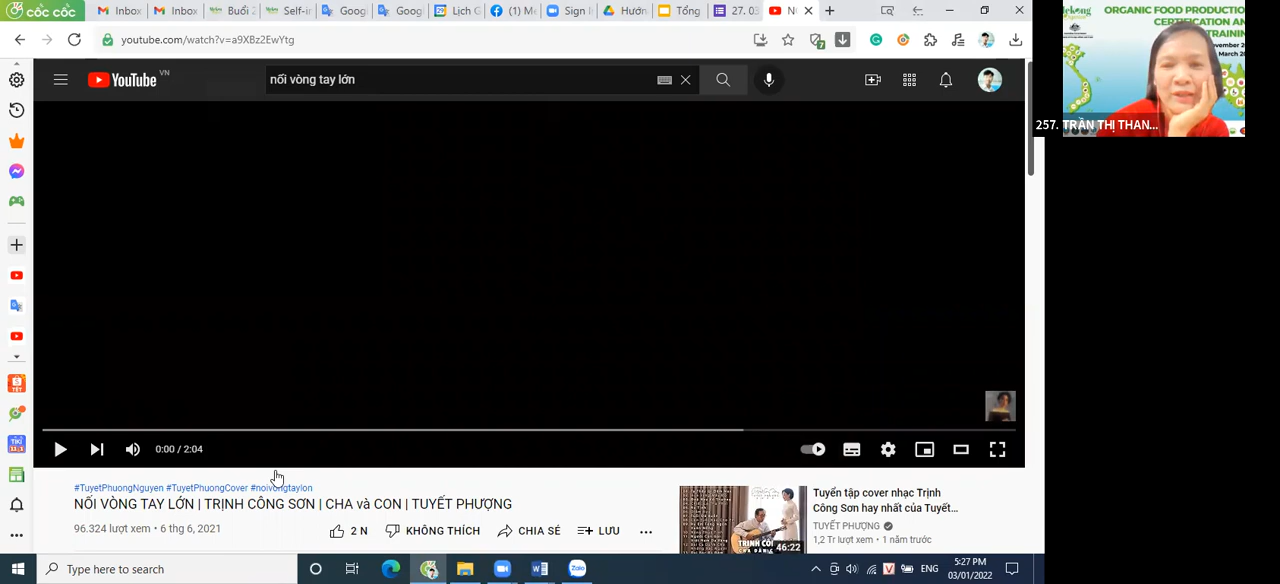 cốc cốc
Inbox
Inbox
Buổi 2
Self-in
Googl
Goog
Lịch G
(1) Me
Sign I
Hướn
Tổng
27. 03
youtube.com/watch?v=a9XBz2EwYtg
YouTube VN
nối vòng tay lớn
ORGANIC FOOD PRODUCTIO
CERTIFICATION AN
TRAININ
257. TRẦN THỊ THAN...
0:00 / 2:04
#TuyetPhuongNguyen #TuyetPhuongCover #noivongtaylon
NỐI VÒNG TAY LỚN | TRỊNH CÔNG SƠN | CHA và CON | TUYẾT PHƯỢNG
96.324 lượt xem • 6 thg 6, 2021
2 N
KHÔNG THÍCH
CHIA SẺ
LƯU
46:22
Tuyển tập cover nhạc Trịnh
Công Sơn hay nhất của Tuyết...
TUYẾT PHƯỢNG
1,2 Tr lượt xem • 1 năm trước
Type here to search
Zalo
ENG
5:27 PM
03/01/2022